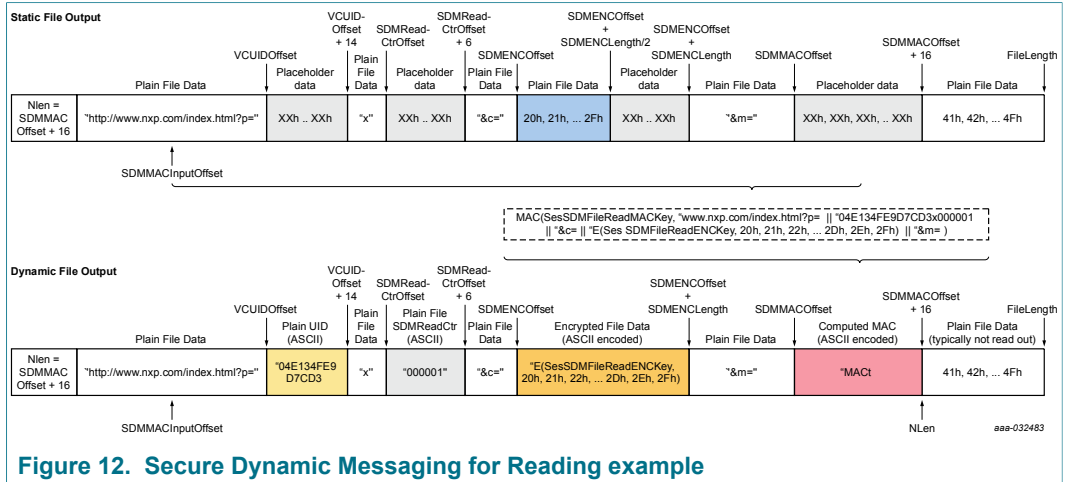 Static File Output
VCUID-
Offset
+ 14
SDMRead-
CtrOffset
SDMRead-
CtrOffset
+ 6
SDMENCOffset
+
SDMENCLength/2
SDMENCOffset
+
SDMENCLength
SDMMACOffset
+ 16
VCUIDOffset
SDMENCOffset
SDMMACOffset
FileLength
Plain File Data
Placeholder
data
Plain
File
Data
Placeholder
data
Plain File
Data
Plain File Data
Placeholder
data
Plain File Data
Placeholder data
Plain File Data
Nlen =
SDMMAC
Offset + 16
"http://www.nxp.com/index.html?p="
XXh .. XXh
"x"
XXh .. XXh
"&c="
20h, 21h, ... 2Fh
XXh .. XXh
"&m="
XXh, XXh, XXh, .. XXh
41h, 42h, ... 4Fh
SDMMACInputOffset
MAC(SesSDMFileReadMACKey, "www.nxp.com/index.html?p= || "04E134FE9D7CD3x000001
|| "&c= || "E(Ses SDMFileReadENCKey, 20h, 21h, 22h, ... 2Dh, 2Eh, 2Fh) || "&m= )
Dynamic File Output
VCUID-
Offset
+ 14
SDMRead-
CtrOffset
SDMRead-
CtrOffset
+ 6
SDMENCOffset
+
SDMENCLength
SDMMACOffset
+ 16
VCUIDOffset
SDMENCOffset
SDMMACOffset
FileLength
Plain File Data
Plain UID
(ASCII)
Plain
File
Data
Plain File
SDMReadCtr
(ASCII)
Plain File
Data
Encrypted File Data
(ASCII encoded)
Plain File Data
Computed MAC
(ASCII encoded)
Plain File Data
(typically not read out)
Nlen =
SDMMAC
Offset + 16
"http://www.nxp.com/index.html?p="
"04E134FE9
D7CD3
"x"
"000001"
"&c="
"E(SesSDMFileReadENCKey,
20h, 21h, 22h, ... 2Dh, 2Eh, 2Fh)
"&m="
"MACt
41h, 42h, ... 4Fh
SDMMACInputOffset
NLen
aaa-032483
Figure 12. Secure Dynamic Messaging for Reading example